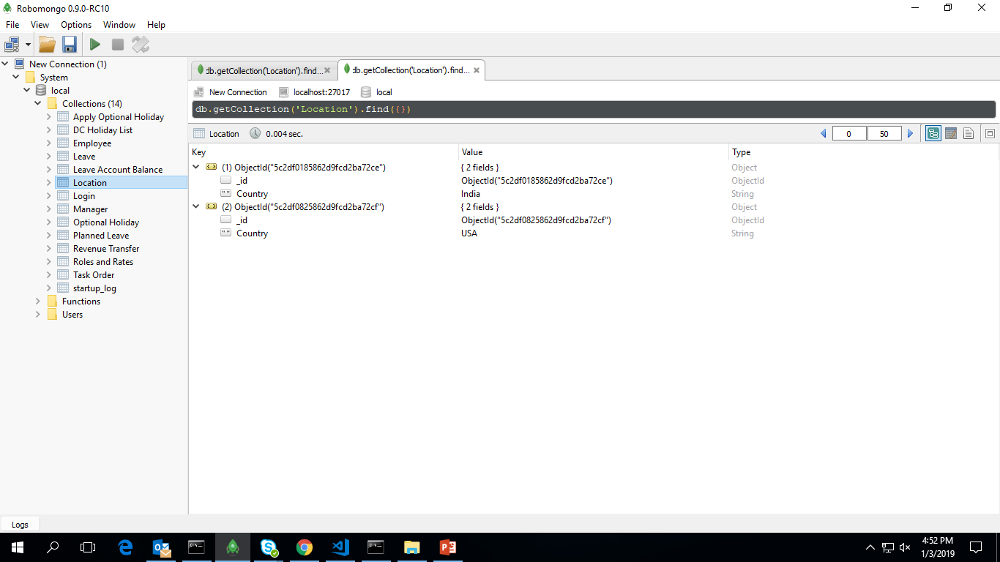 Robomongo 0.9.0-RC10
File View Options Window Help
New Connection (1)
System
local
Collections (14)
Apply Optional Holiday
DC Holiday List
Employee
Leave
Leave Account Balance
Location
Login
Manager
Optional Holiday
Planned Leave
Revenue Transfer
Roles and Rates
Task Order
startup_log
Functions
Users
db.getCollection('Location').find... db.getCollection('Location').find...
New Connection localhost:27017 local
db.getCollection('Location').find({})
Location 0.004 sec. 0 50
Key Value Type
(1) ObjectId("5c2df0185862d9fcd2ba72ce") { 2 fields } Object
_id ObjectId("5c2df0185862d9fcd2ba72ce") ObjectId
Country India String
(2) ObjectId("5c2df0825862d9fcd2ba72cf") { 2 fields } Object
_id ObjectId("5c2df0825862d9fcd2ba72cf") ObjectId
Country USA String
Logs
4:52 PM
1/3/2019